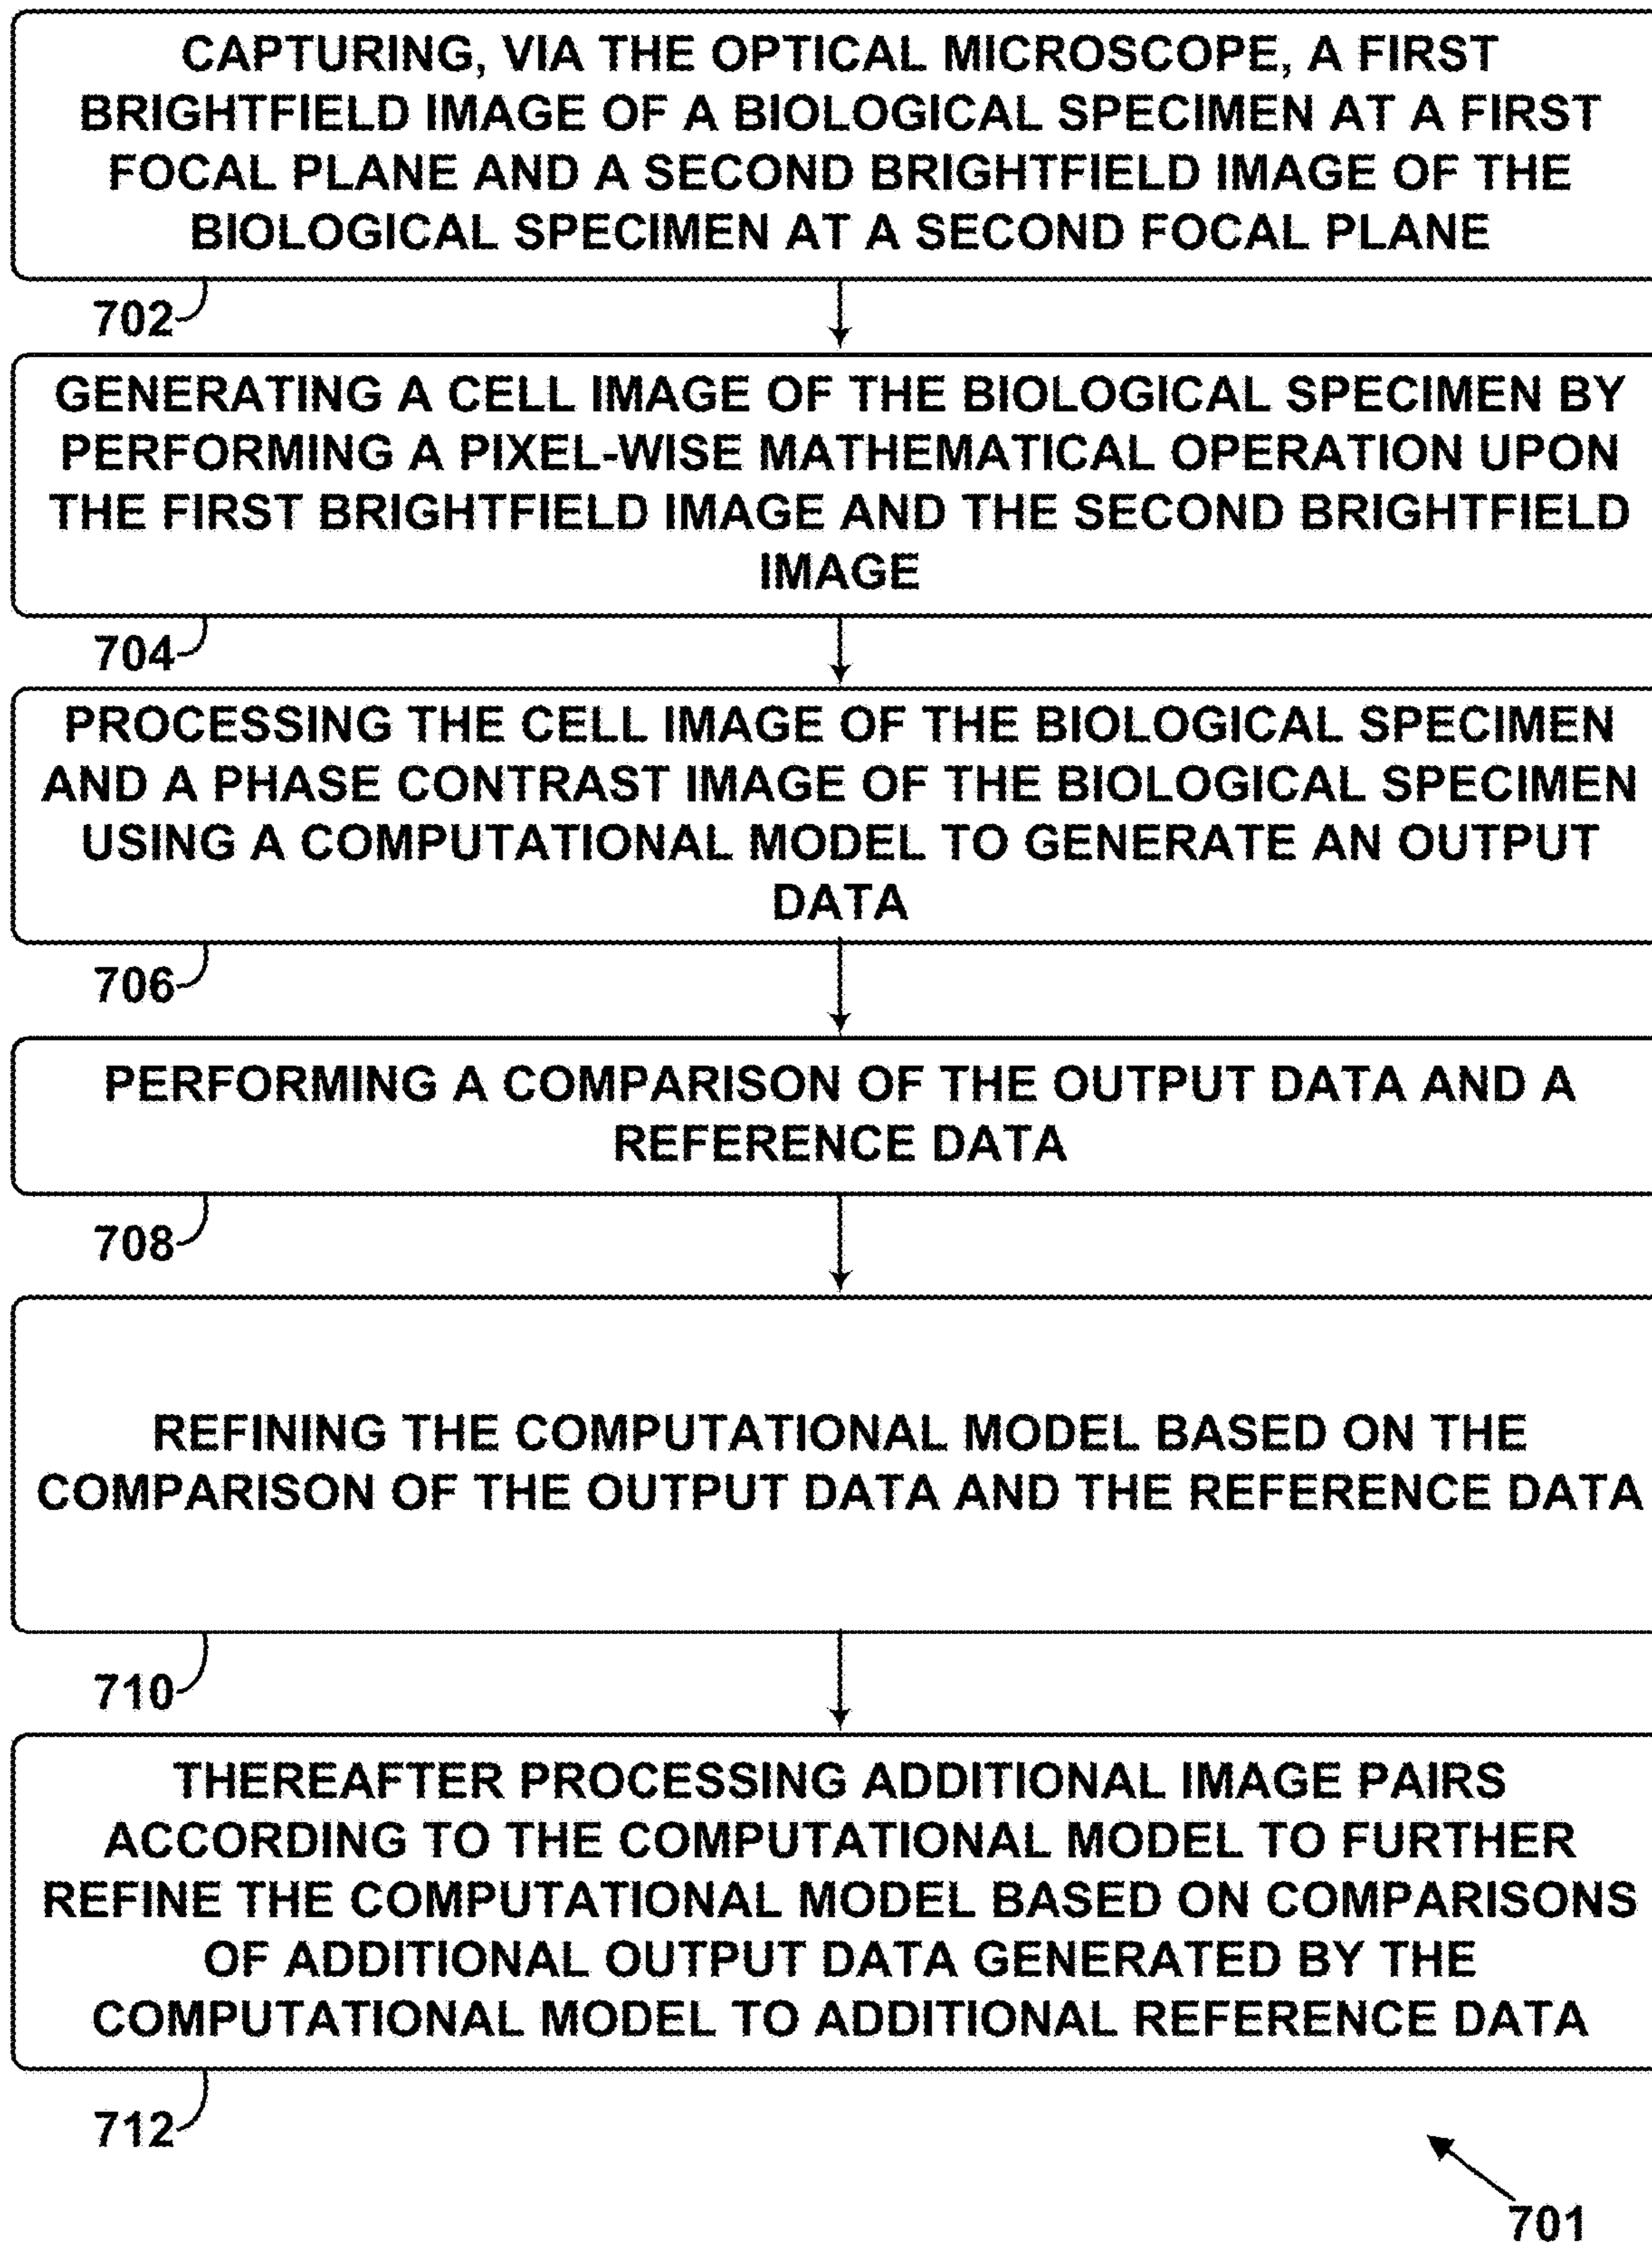 CAPTURING, VIA THE OPTICAL MICROSCOPE, A FIRST
BRIGHTFIELD IMAGE OF A BIOLOGICAL SPECIMEN AT A FIRST
FOCAL PLANE AND A SECOND BRIGHTFIELD IMAGE OF THE
BIOLOGICAL SPECIMEN AT A SECOND FOCAL PLANE
702
GENERATING A CELL IMAGE OF THE BIOLOGICAL SPECIMEN BY
PERFORMING A PIXEL-WISE MATHEMATICAL OPERATION UPON
THE FIRST BRIGHTFIELD IMAGE AND THE SECOND BRIGHTFIELD
IMAGE
704
PROCESSING THE CELL IMAGE OF THE BIOLOGICAL SPECIMEN
AND A PHASE CONTRAST IMAGE OF THE BIOLOGICAL SPECIMEN
USING A COMPUTATIONAL MODEL TO GENERATE AN OUTPUT
DATA
706
PERFORMING A COMPARISON OF THE OUTPUT DATA AND A
REFERENCE DATA
708
REFINING THE COMPUTATIONAL MODEL BASED ON THE
COMPARISON OF THE OUTPUT DATA AND THE REFERENCE DATA
710
THEREAFTER PROCESSING ADDITIONAL IMAGE PAIRS
ACCORDING TO THE COMPUTATIONAL MODEL TO FURTHER
REFINE THE COMPUTATIONAL MODEL BASED ON COMPARISONS
OF ADDITIONAL OUTPUT DATA GENERATED BY THE
COMPUTATIONAL MODEL TO ADDITIONAL REFERENCE DATA
712
701